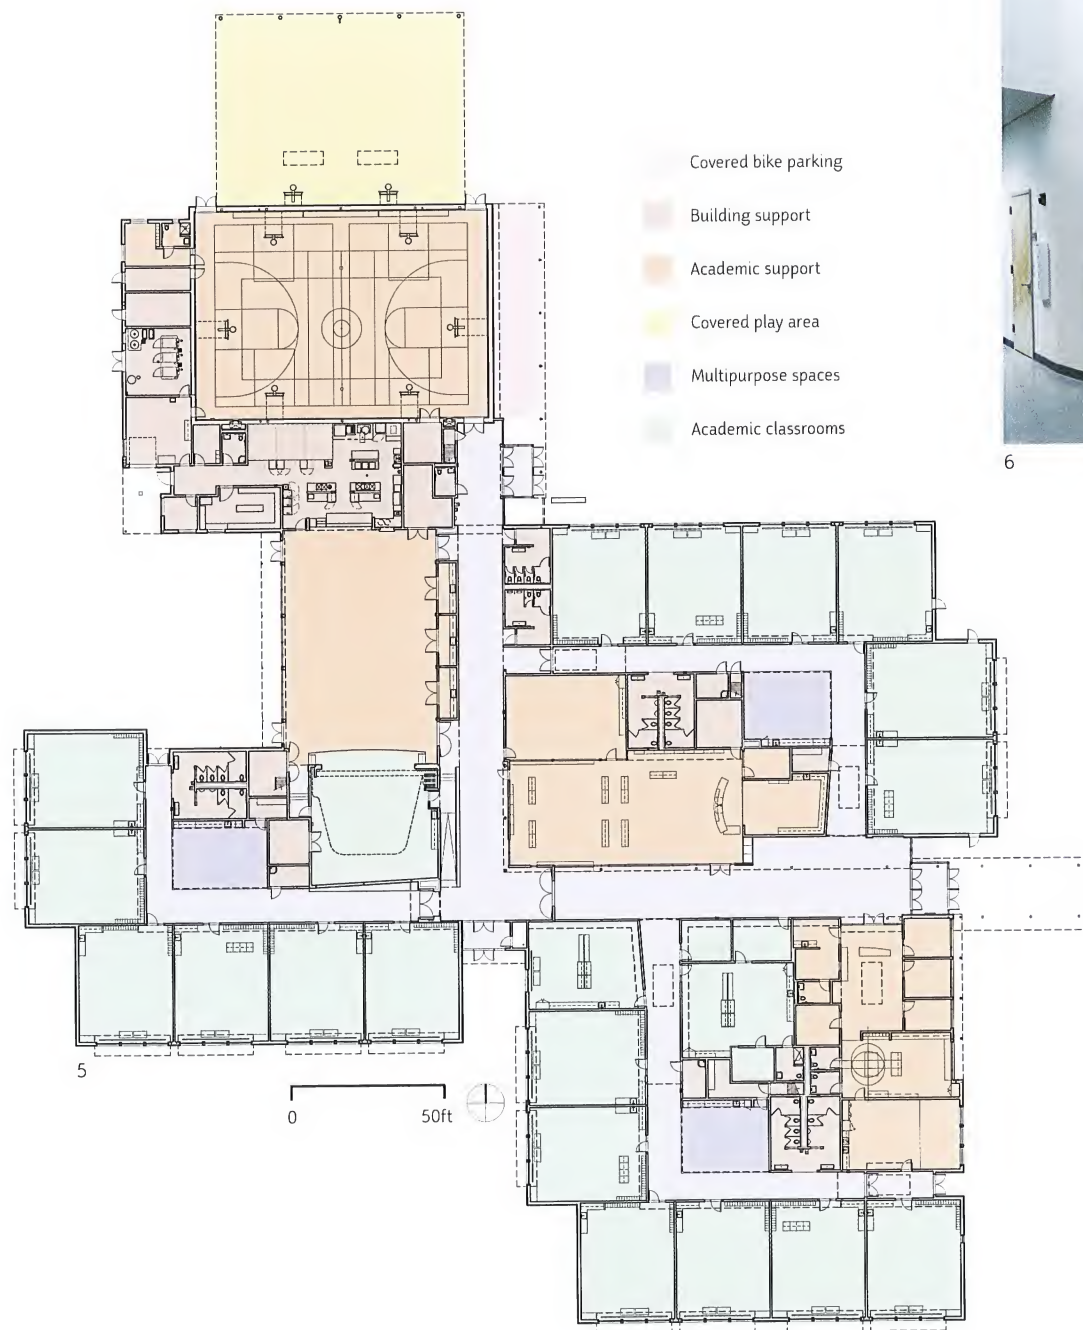 Covered bike parking
Building support
Academic support
Covered play area
Multipurpose spaces
Academic classrooms
6
5
0 50ft